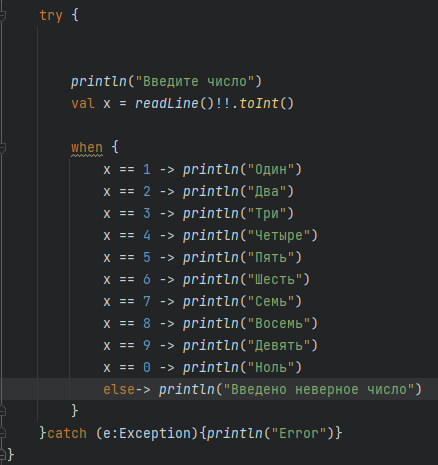 try {
println("Введите число")
val x = readLine()!!.toInt()
when {
x == 1 -> println("Один")
x == 2 -> println("Два")
x == 3 -> println("Три")
x == 4 -> println("Четыре")
x == 5 -> println("Пять")
x == 6 -> println("Шесть")
x == 7 -> println("Семь")
x == 8 -> println("Восемь")
x == 9 -> println("Девять")
x == 0 -> println("Ноль")
else-> println("Введено неверное число")
}
}catch (e:Exception){println("Error")}
}